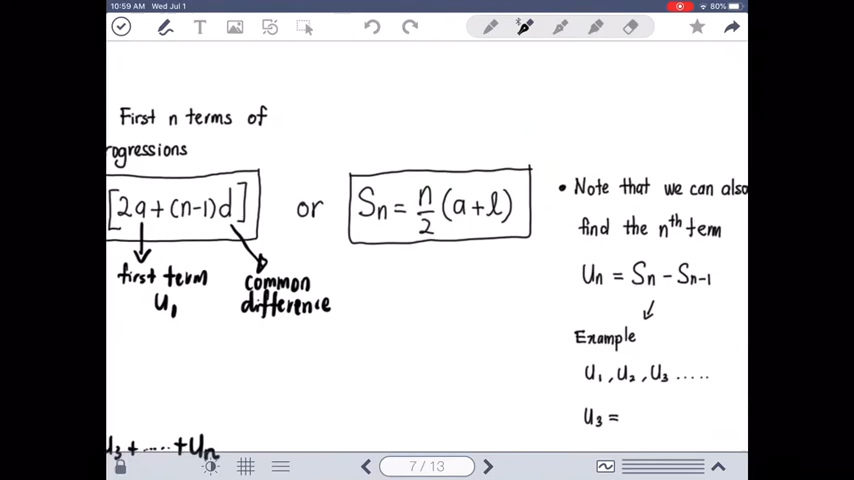 10:59 AM Wed Jul 1
80%
T
First n terms of
rogressions
[2a + (n-1)d]
or
Sn = n/2 (a + l)
first term
U1
common
difference
• Note that we can also
find the nth term
Un = Sn - Sn-1
Example
U1, U2, U3 .....
U3 =
U3 + ..... + Un
7 / 13